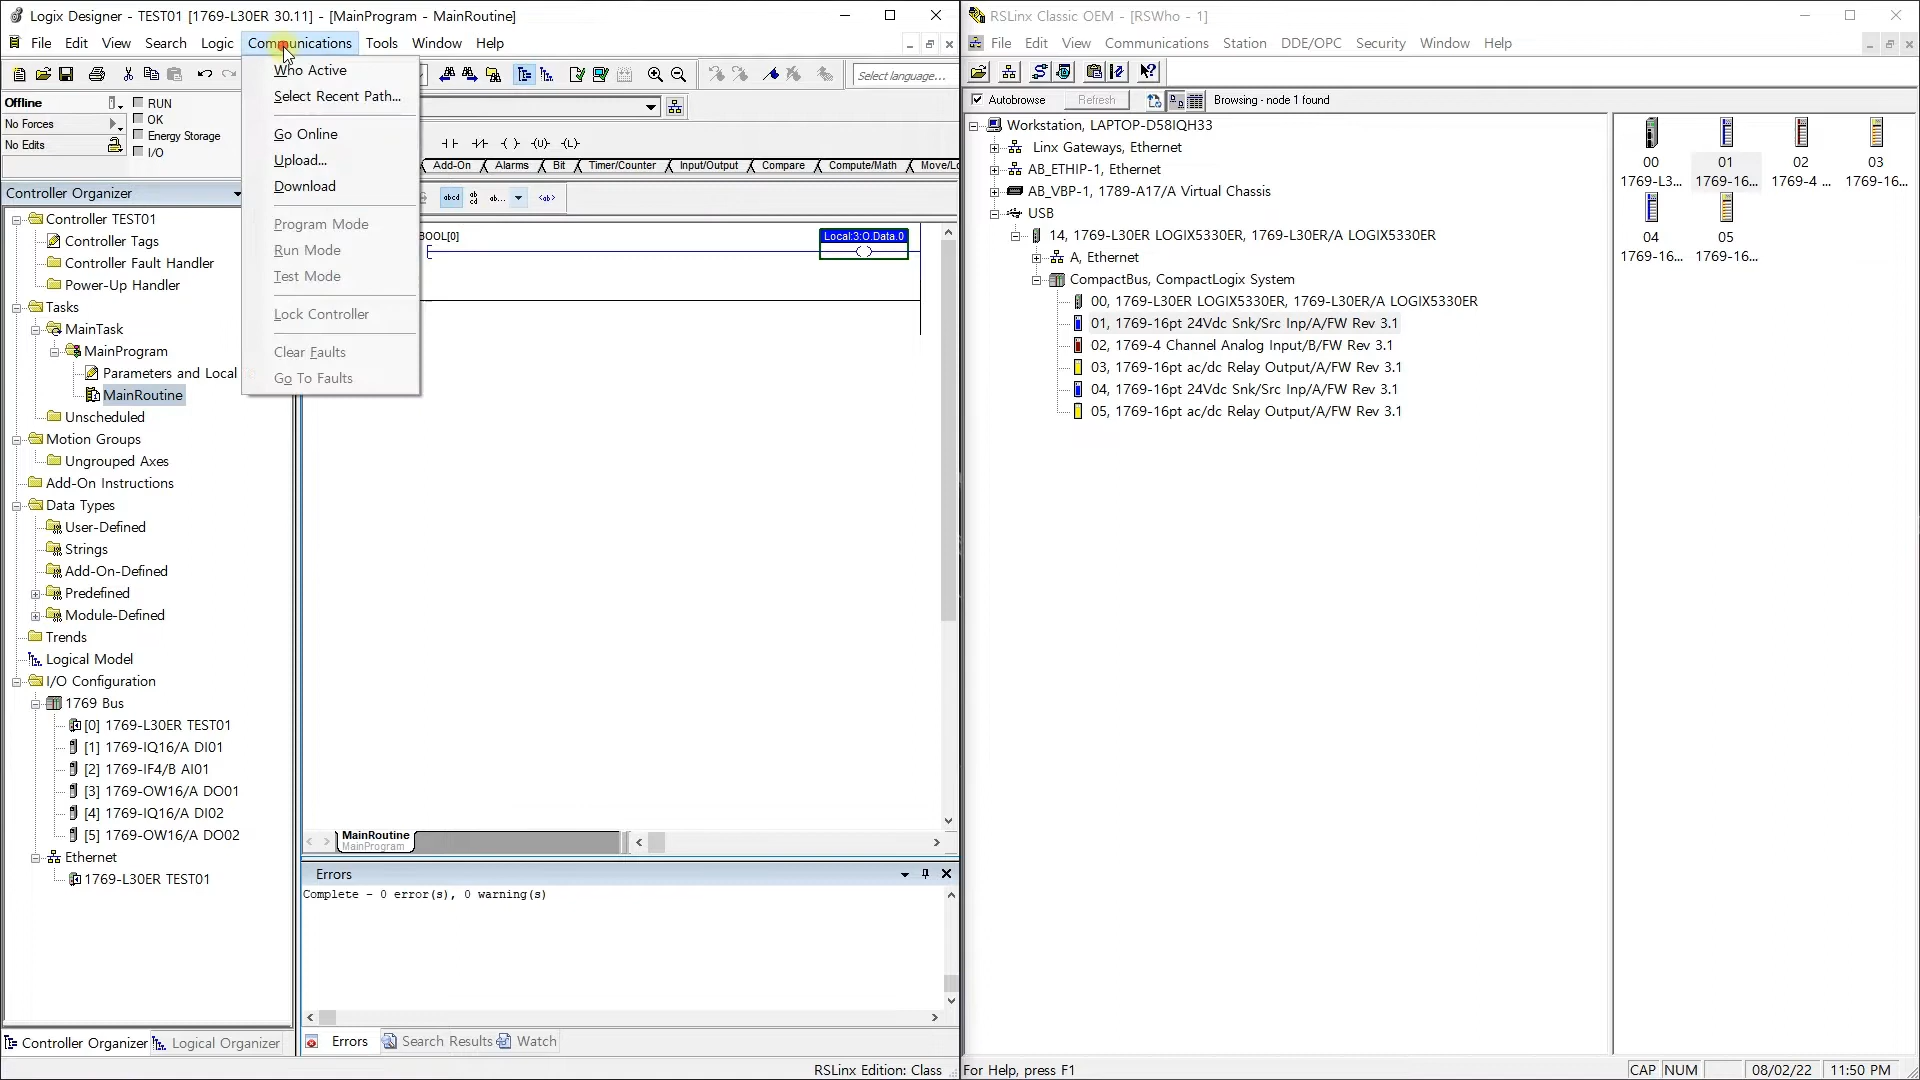 Logix Designer - TEST01 [1769-L30ER 30.11] - [MainProgram - MainRoutine]
File Edit View Search Logic Communications Tools Window Help
Select language...
Offline
RUN
OK
No Forces
Energy Storage
No Edits
I/O
Who Active
Select Recent Path...
Go Online
Upload...
Download
Program Mode
Run Mode
Test Mode
Lock Controller
Clear Faults
Go To Faults
Add-On Alarms Bit Timer/Counter Input/Output Compare Compute/Math Move/Lo
abcd
ab...
<ab>
BOOL[0]
Local:3:O.Data.0
Controller Organizer
Controller TEST01
Controller Tags
Controller Fault Handler
Power-Up Handler
Tasks
MainTask
MainProgram
Parameters and Local
MainRoutine
Unscheduled
Motion Groups
Ungrouped Axes
Add-On Instructions
Data Types
User-Defined
Strings
Add-On-Defined
Predefined
Module-Defined
Trends
Logical Model
I/O Configuration
1769 Bus
[0] 1769-L30ER TEST01
[1] 1769-IQ16/A DI01
[2] 1769-IF4/B AI01
[3] 1769-OW16/A DO01
[4] 1769-IQ16/A DI02
[5] 1769-OW16/A DO02
Ethernet
1769-L30ER TEST01
Controller Organizer Logical Organizer
MainRoutine
MainProgram
Errors
Complete - 0 error(s), 0 warning(s)
Errors Search Results Watch
RSLinx Edition: Class
RSLinx Classic OEM - [RSWho - 1]
File Edit View Communications Station DDE/OPC Security Window Help
Autobrowse Refresh Browsing - node 1 found
Workstation, LAPTOP-D58IQH33
Linx Gateways, Ethernet
AB_ETHIP-1, Ethernet
AB_VBP-1, 1789-A17/A Virtual Chassis
USB
14, 1769-L30ER LOGIX5330ER, 1769-L30ER/A LOGIX5330ER
A, Ethernet
CompactBus, CompactLogix System
00, 1769-L30ER LOGIX5330ER, 1769-L30ER/A LOGIX5330ER
01, 1769-16pt 24Vdc Snk/Src Inp/A/FW Rev 3.1
02, 1769-4 Channel Analog Input/B/FW Rev 3.1
03, 1769-16pt ac/dc Relay Output/A/FW Rev 3.1
04, 1769-16pt 24Vdc Snk/Src Inp/A/FW Rev 3.1
05, 1769-16pt ac/dc Relay Output/A/FW Rev 3.1
00 01 02 03
1769-L3... 1769-16... 1769-4 ... 1769-16...
04 05
1769-16... 1769-16...
For Help, press F1
CAP NUM 08/02/22 11:50 PM